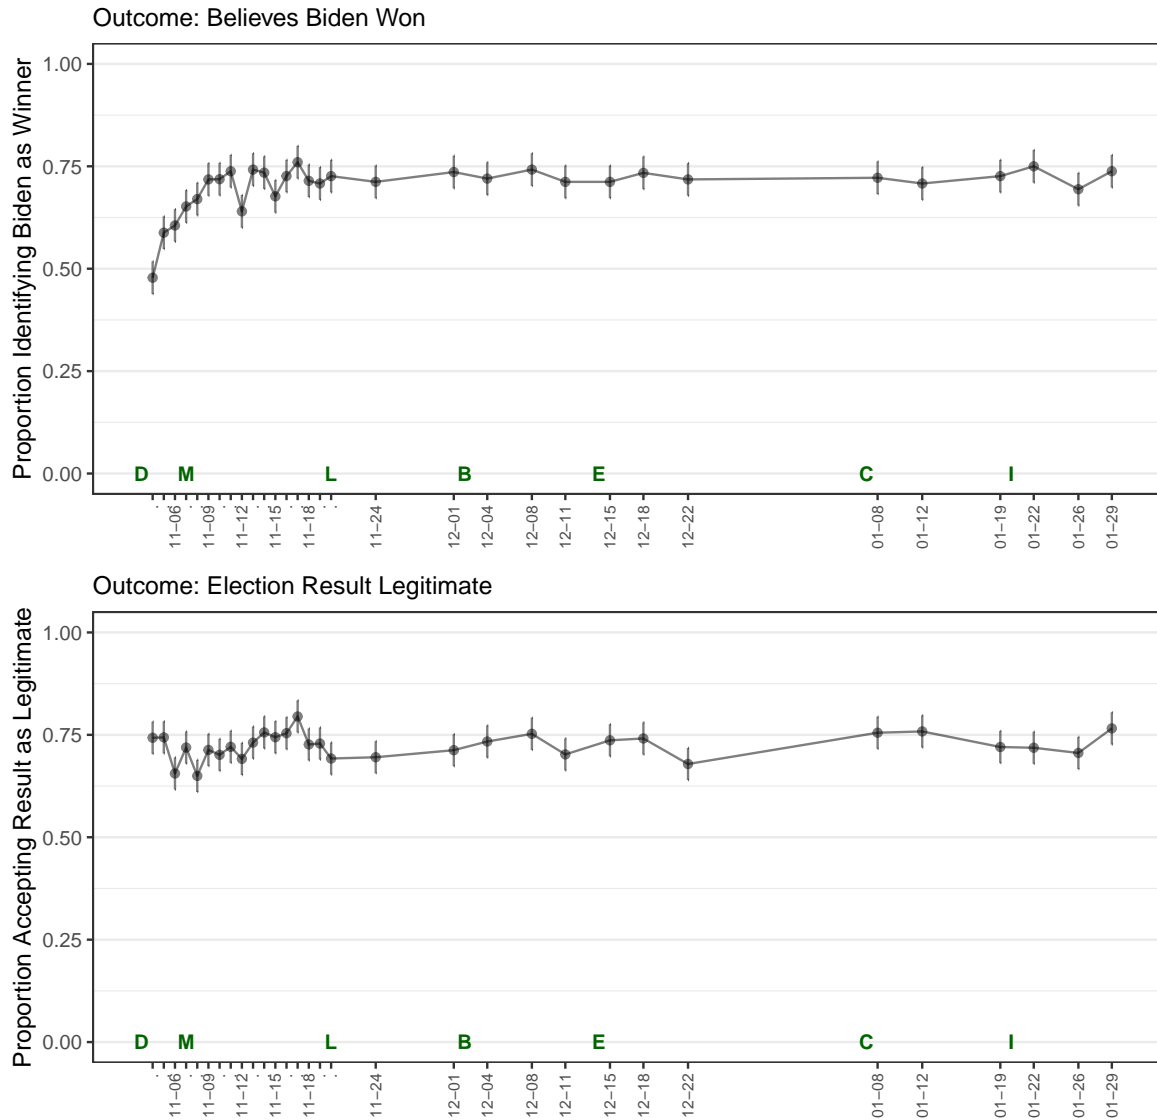 Outcome: Believes Biden Won
Proportion Identifying Biden as Winner
1.00
0.75
0.50
0.25
0.00
D M L B E C I
. 11−06 . . 11−09 . . 11−12 . . 11−15 . . 11−18 . . 11−24 12−01 12−04 12−08 12−11 12−15 12−18 12−22 01−08 01−12 01−19 01−22 01−26 01−29
Outcome: Election Result Legitimate
Proportion Accepting Result as Legitimate
1.00
0.75
0.50
0.25
0.00
D M L B E C I
. 11−06 . . 11−09 . . 11−12 . . 11−15 . . 11−18 . . 11−24 12−01 12−04 12−08 12−11 12−15 12−18 12−22 01−08 01−12 01−19 01−22 01−26 01−29